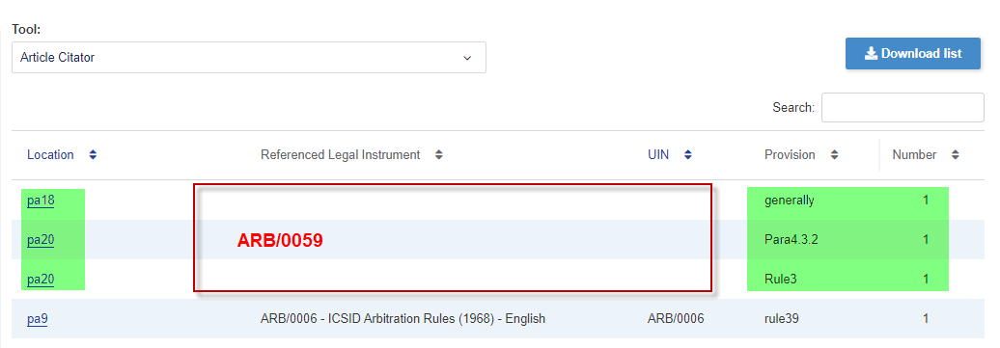 Tool:
Article Citator
Download list
Search:
Location Referenced Legal Instrument UIN Provision Number
pa18 generally 1
pa20 ARB/0059 Para4.3.2 1
pa20 Rule3 1
pa9 ARB/0006 - ICSID Arbitration Rules (1968) - English ARB/0006 rule39 1